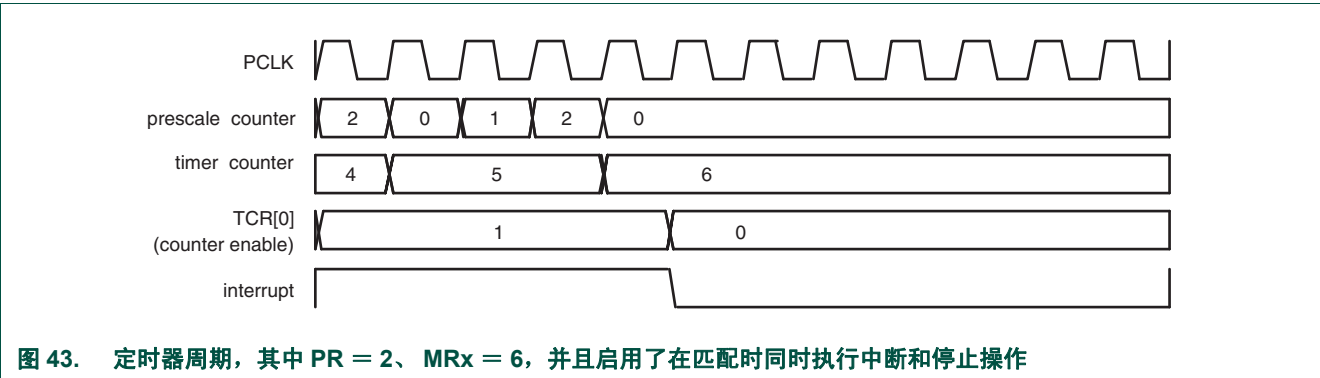 PCLK
prescale counter
2 0 1 2 0
timer counter
4 5 6
TCR[0]
(counter enable)
1 0
interrupt
图 43. 定时器周期，其中 PR ＝ 2、 MRx ＝ 6，并且启用了在匹配时同时执行中断和停止操作